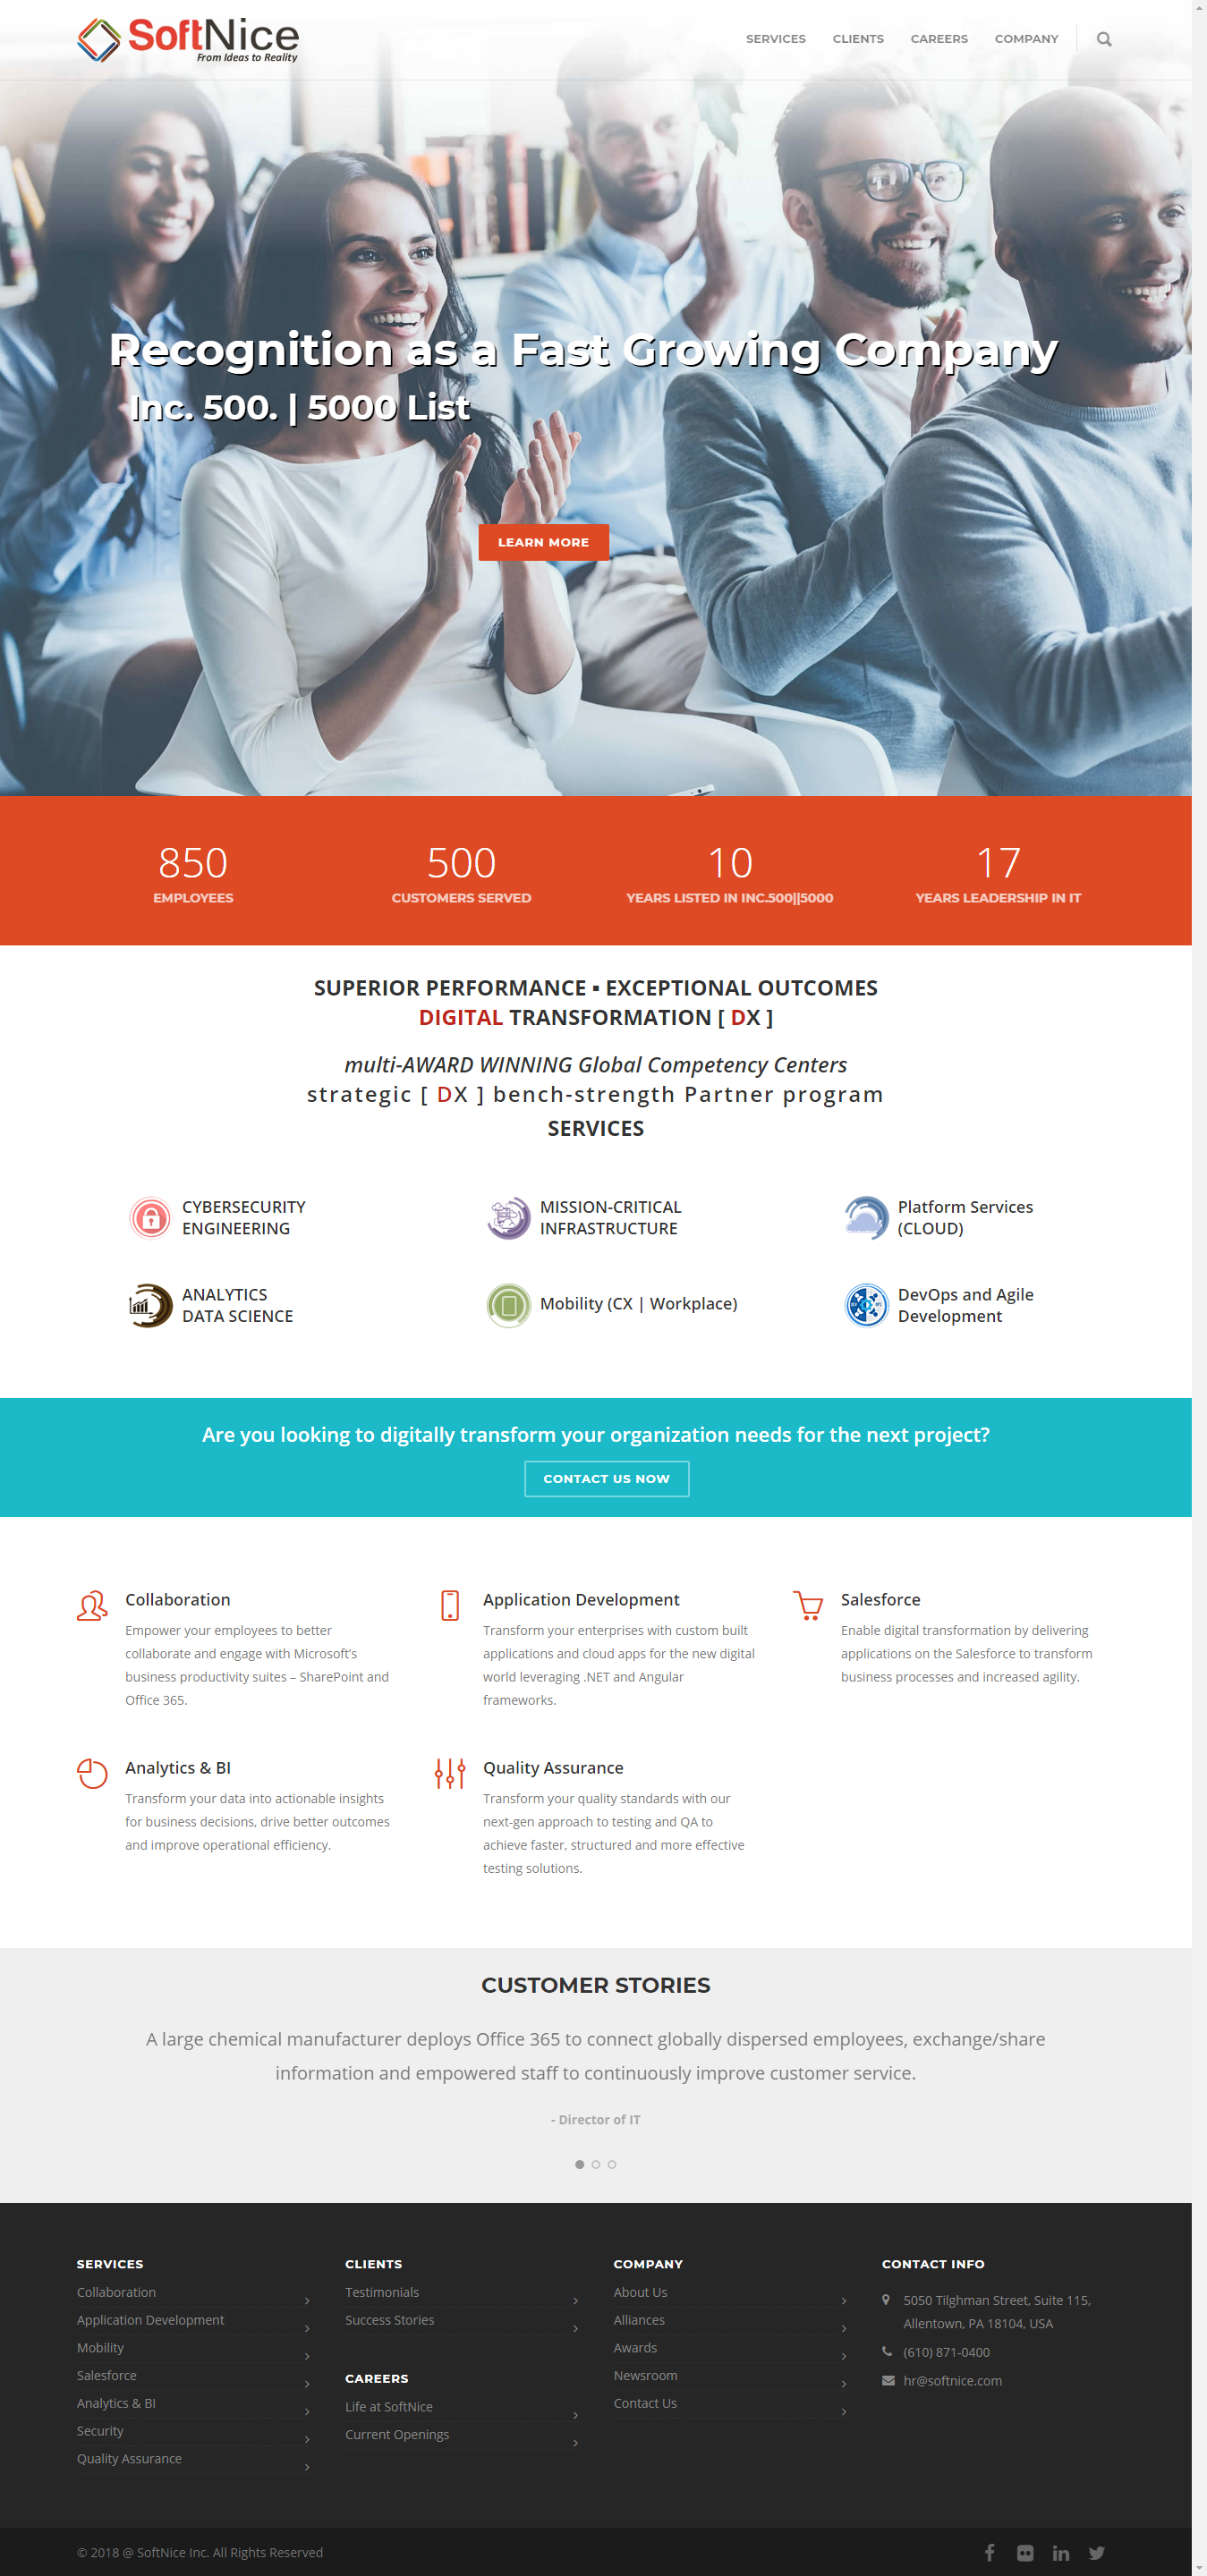 SoftNice
From Ideas to Reality
SERVICES
CLIENTS
CAREERS
COMPANY
Recognition as a Fast Growing Company
Inc. 500. | 5000 List
LEARN MORE
850
EMPLOYEES
500
CUSTOMERS SERVED
10
YEARS LISTED IN INC.500||5000
17
YEARS LEADERSHIP IN IT
SUPERIOR PERFORMANCE ▪ EXCEPTIONAL OUTCOMES
DIGITAL TRANSFORMATION [ DX ]
multi-AWARD WINNING Global Competency Centers
strategic [ DX ] bench-strength Partner program
SERVICES
CYBERSECURITY
ENGINEERING
MISSION-CRITICAL
INFRASTRUCTURE
Platform Services
(CLOUD)
ANALYTICS
DATA SCIENCE
Mobility (CX | Workplace)
DevOps and Agile
Development
Are you looking to digitally transform your organization needs for the next project?
CONTACT US NOW
Collaboration
Empower your employees to better
collaborate and engage with Microsoft's
business productivity suites – SharePoint and
Office 365.
Application Development
Transform your enterprises with custom built
applications and cloud apps for the new digital
world leveraging .NET and Angular
frameworks.
Salesforce
Enable digital transformation by delivering
applications on the Salesforce to transform
business processes and increased agility.
Analytics & BI
Transform your data into actionable insights
for business decisions, drive better outcomes
and improve operational efficiency.
Quality Assurance
Transform your quality standards with our
next-gen approach to testing and QA to
achieve faster, structured and more effective
testing solutions.
CUSTOMER STORIES
A large chemical manufacturer deploys Office 365 to connect globally dispersed employees, exchange/share
information and empowered staff to continuously improve customer service.
- Director of IT
SERVICES
Collaboration
Application Development
Mobility
Salesforce
Analytics & BI
Security
Quality Assurance
CLIENTS
Testimonials
Success Stories
CAREERS
Life at SoftNice
Current Openings
COMPANY
About Us
Alliances
Awards
Newsroom
Contact Us
CONTACT INFO
5050 Tilghman Street, Suite 115,
Allentown, PA 18104, USA
(610) 871-0400
hr@softnice.com
© 2018 @ SoftNice Inc. All Rights Reserved